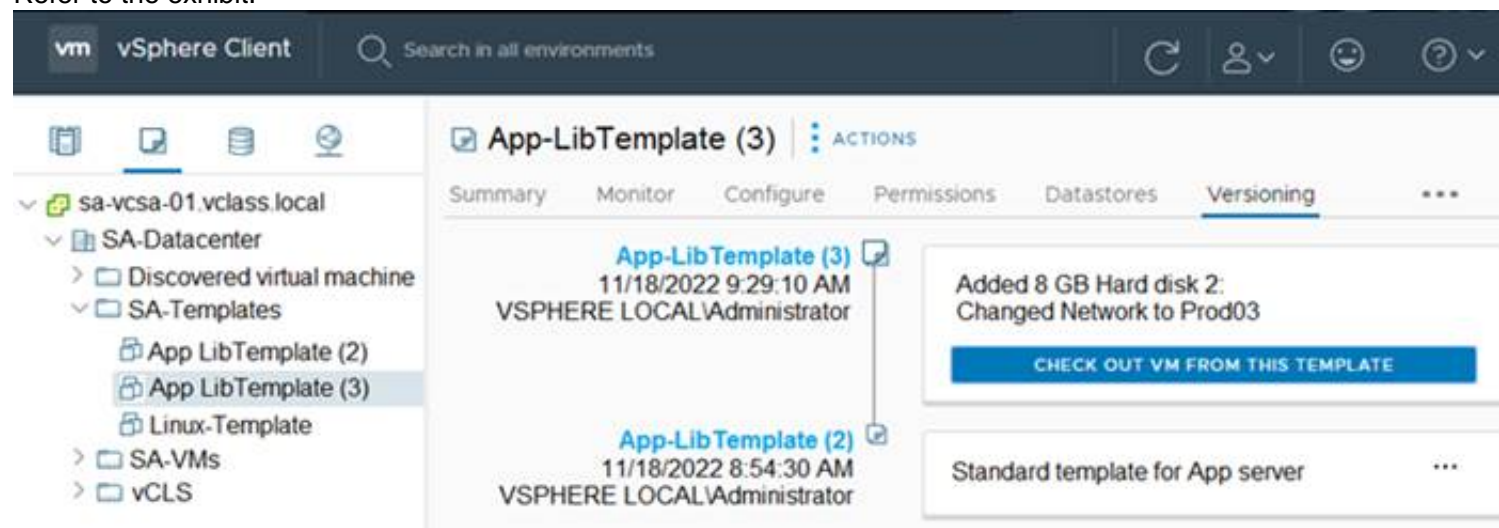 Refer to the exhibit.
vm vSphere Client Search in all environments
App-LibTemplate (3) ACTIONS
Summary Monitor Configure Permissions Datastores Versioning ...
sa-vcsa-01.vclass.local
SA-Datacenter
Discovered virtual machine
SA-Templates
App LibTemplate (2)
App LibTemplate (3)
Linux-Template
SA-VMs
vCLS
App-LibTemplate (3)
11/18/2022 9:29:10 AM
VSPHERE LOCAL\Administrator
Added 8 GB Hard disk 2:
Changed Network to Prod03
CHECK OUT VM FROM THIS TEMPLATE
App-LibTemplate (2)
11/18/2022 8:54:30 AM
VSPHERE LOCAL\Administrator
Standard template for App server ...